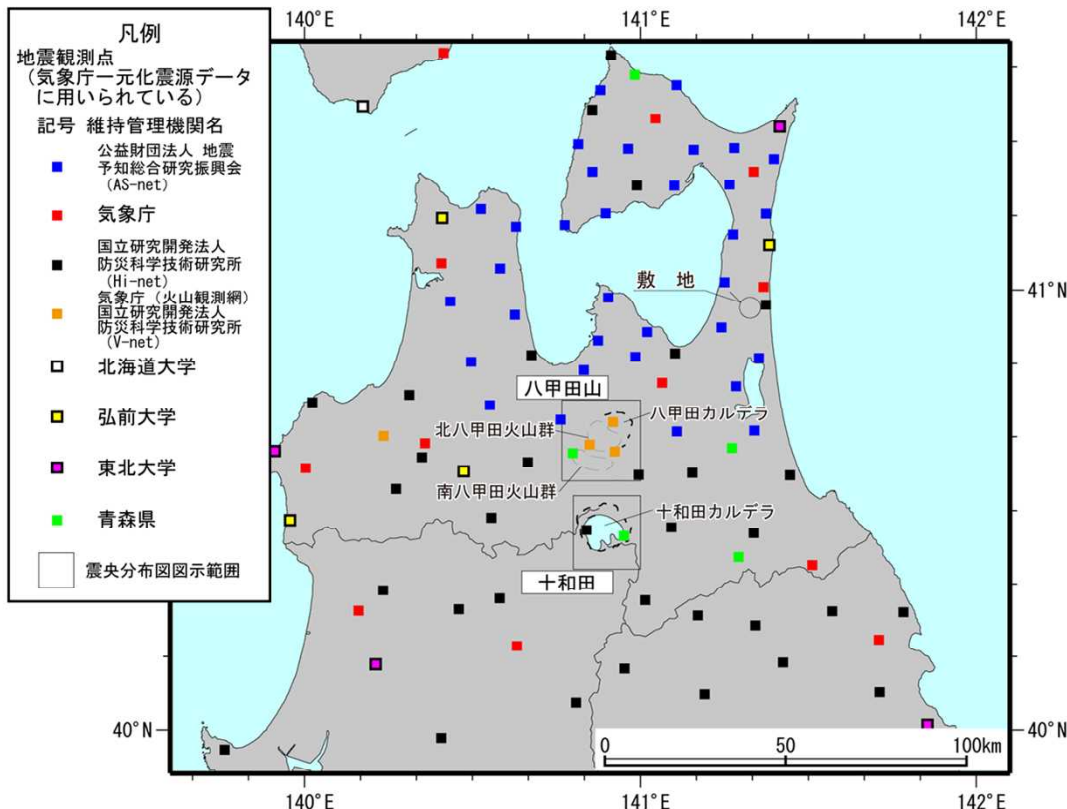 140°E
141°E
142°E
凡例
地震観測点
（気象庁一元化震源データ
に用いられている）
記号 維持管理機関名
公益財団法人 地震
予知総合研究振興会
（AS-net）
気象庁
国立研究開発法人
防災科学技術研究所
（Hi-net）
気象庁（火山観測網）
国立研究開発法人
防災科学技術研究所
（V-net）
北海道大学
弘前大学
東北大学
青森県
震央分布図図示範囲
敷 地
41°N
八甲田山
八甲田カルデラ
北八甲田火山群
南八甲田火山群
十和田カルデラ
十和田
40°N
40°N
0
50
100km
140°E
141°E
142°E